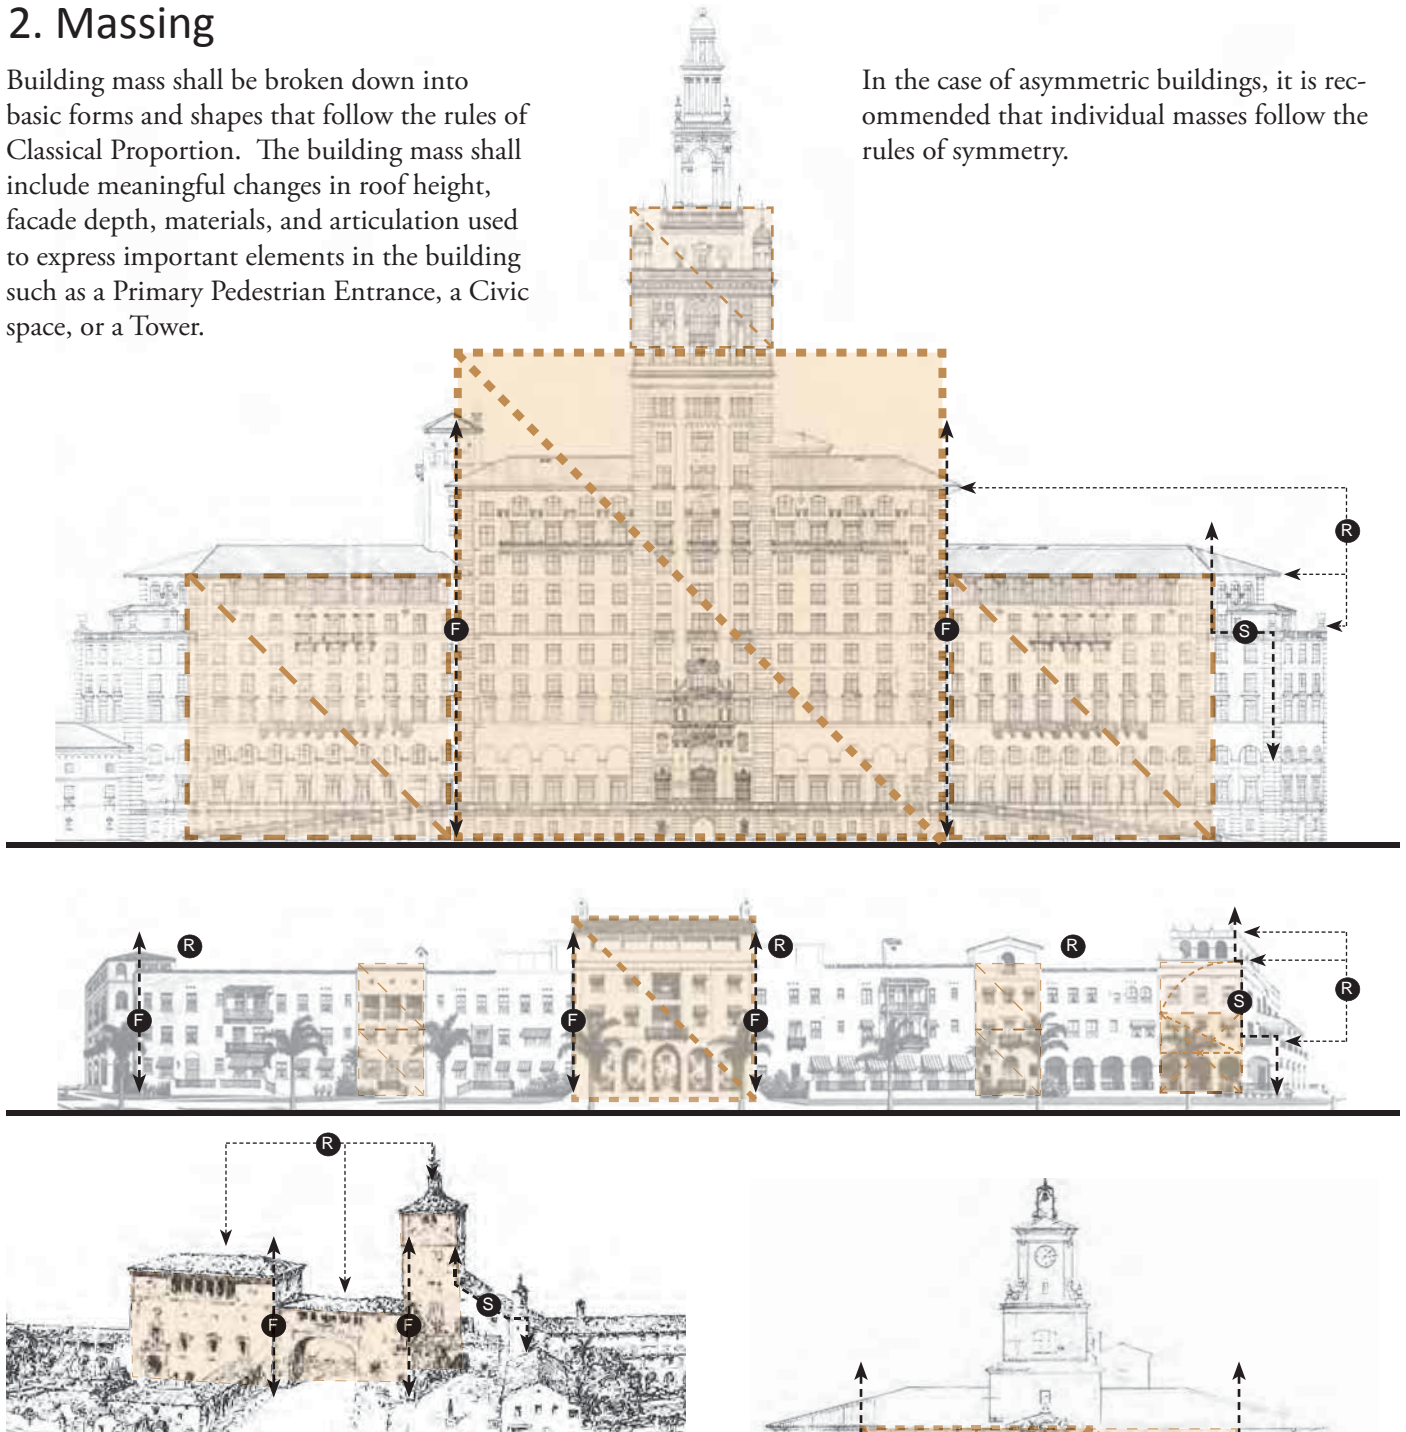 2. Massing
Building mass shall be broken down into
basic forms and shapes that follow the rules of
Classical Proportion.  The building mass shall
include meaningful changes in roof height,
facade depth, materials, and articulation used
to express important elements in the building
such as a Primary Pedestrian Entrance, a Civic
space, or a Tower.
In the case of asymmetric buildings, it is rec-
ommended that individual masses follow the
rules of symmetry.
R
F
F
S
R
R
R
F
F
F
S
R
R
F
F
S